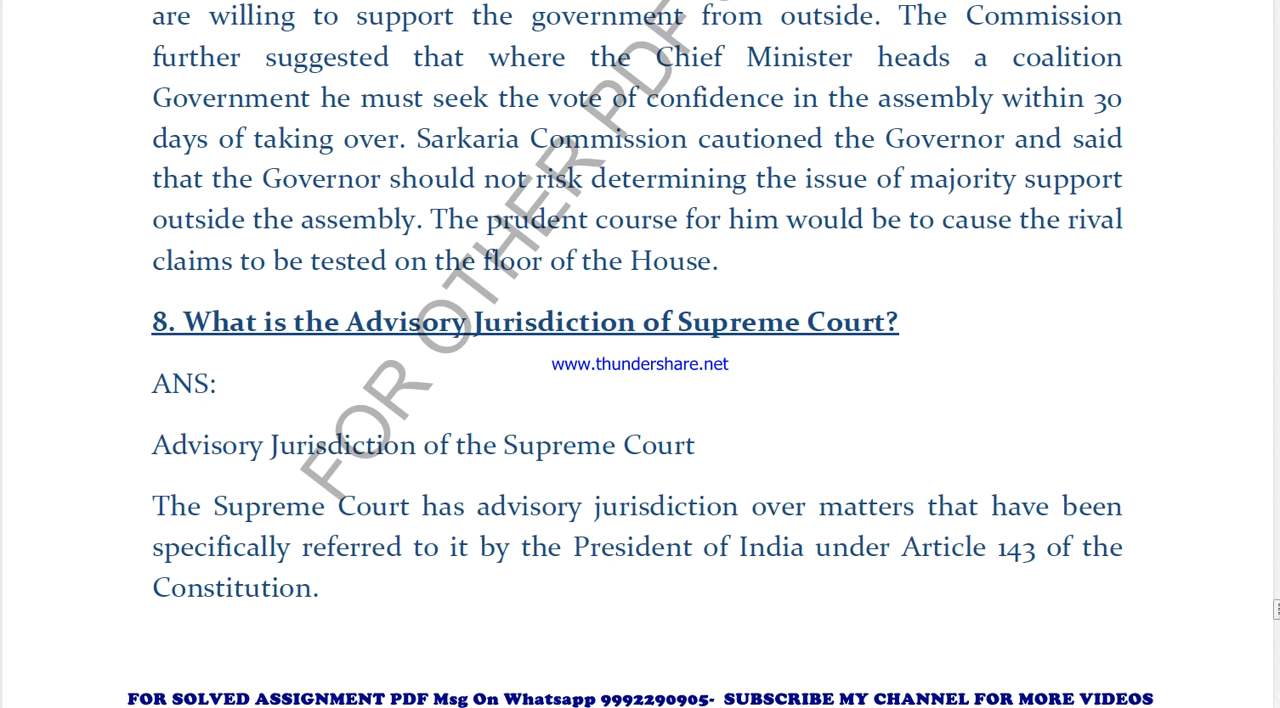 are willing to support the government from outside. The Commission
further suggested that where the Chief Minister heads a coalition
Government he must seek the vote of confidence in the assembly within 30
days of taking over. Sarkaria Commission cautioned the Governor and said
that the Governor should not risk determining the issue of majority support
outside the assembly. The prudent course for him would be to cause the rival
claims to be tested on the floor of the House.
8. What is the Advisory Jurisdiction of Supreme Court?
www.thundershare.net
ANS:
Advisory Jurisdiction of the Supreme Court
The Supreme Court has advisory jurisdiction over matters that have been
specifically referred to it by the President of India under Article 143 of the
Constitution.
FOR OTHER PDF
FOR SOLVED ASSIGNMENT PDF Msg On Whatsapp 9992290905- SUBSCRIBE MY CHANNEL FOR MORE VIDEOS